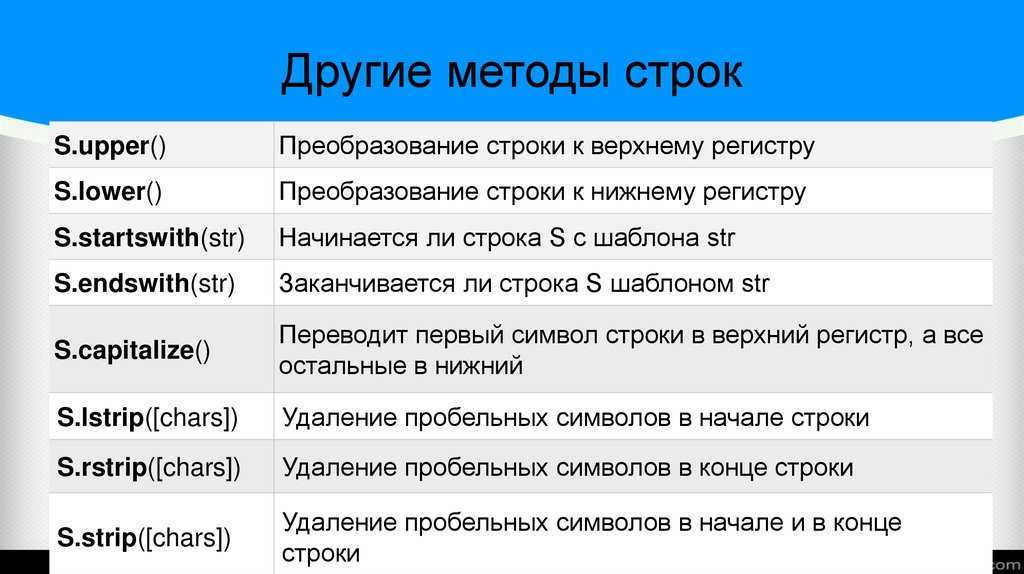 Другие методы строк
S.upper() Преобразование строки к верхнему регистру
S.lower() Преобразование строки к нижнему регистру
S.startswith(str) Начинается ли строка S с шаблона str
S.endswith(str) Заканчивается ли строка S шаблоном str
S.capitalize() Переводит первый символ строки в верхний регистр, а все
остальные в нижний
S.lstrip([chars]) Удаление пробельных символов в начале строки
S.rstrip([chars]) Удаление пробельных символов в конце строки
S.strip([chars]) Удаление пробельных символов в начале и в конце
строки
com